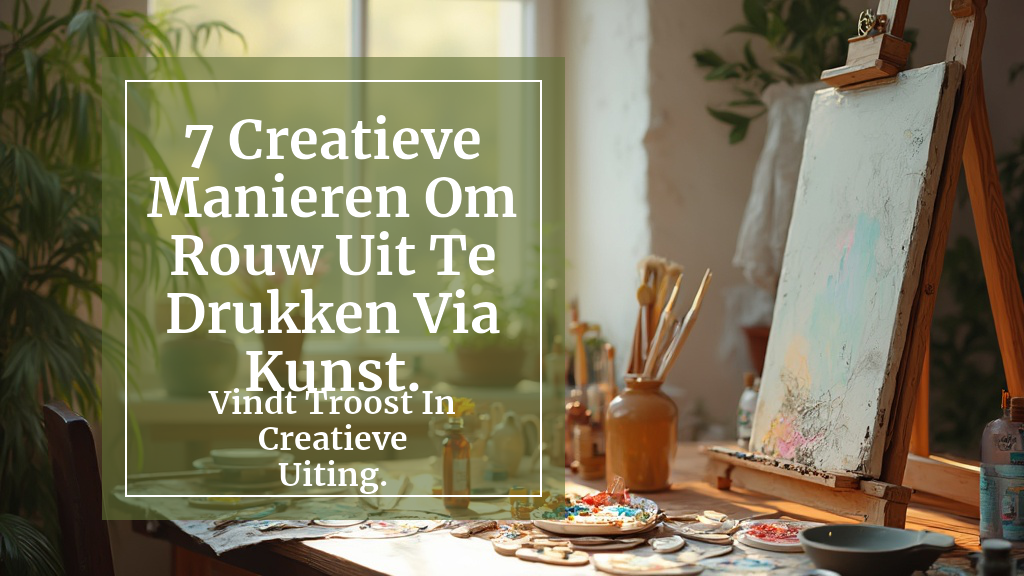 7 Creatieve
Manieren Om
Rouw Uit Te
Drukken Via
Kunst.
Vindt Troost In
Creatieve
Uiting.